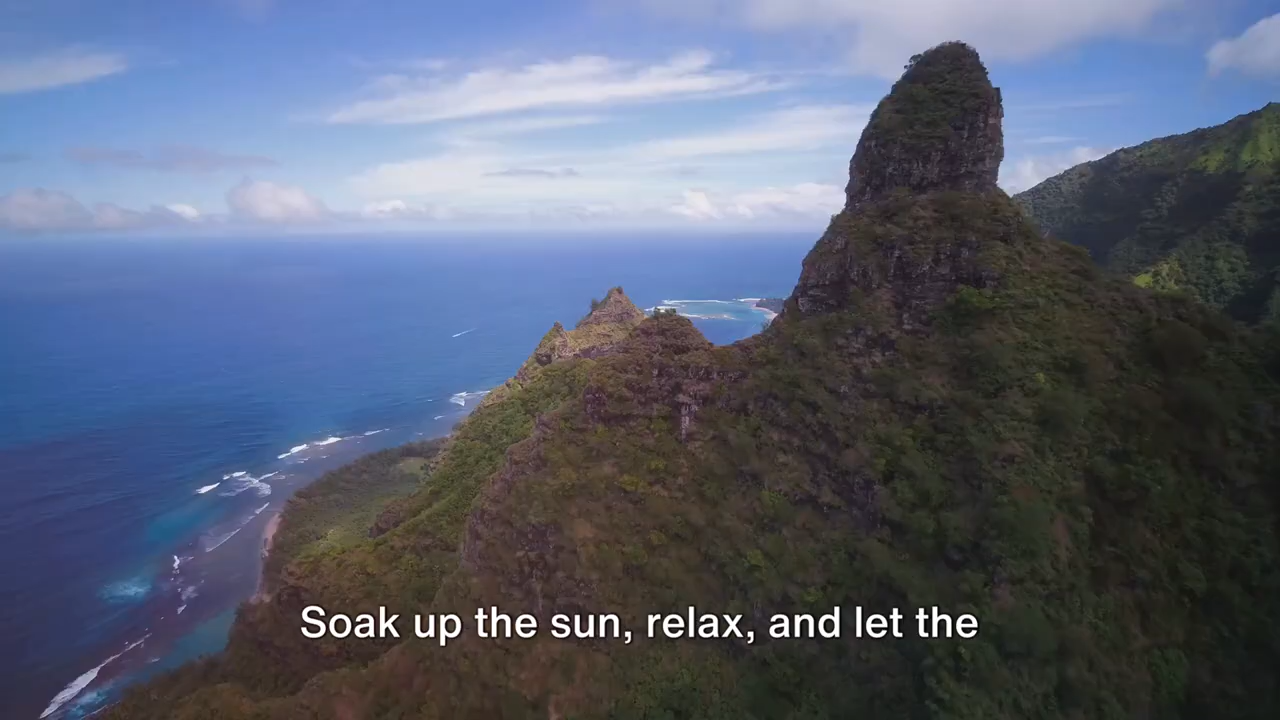 Soak up the sun, relax, and let the